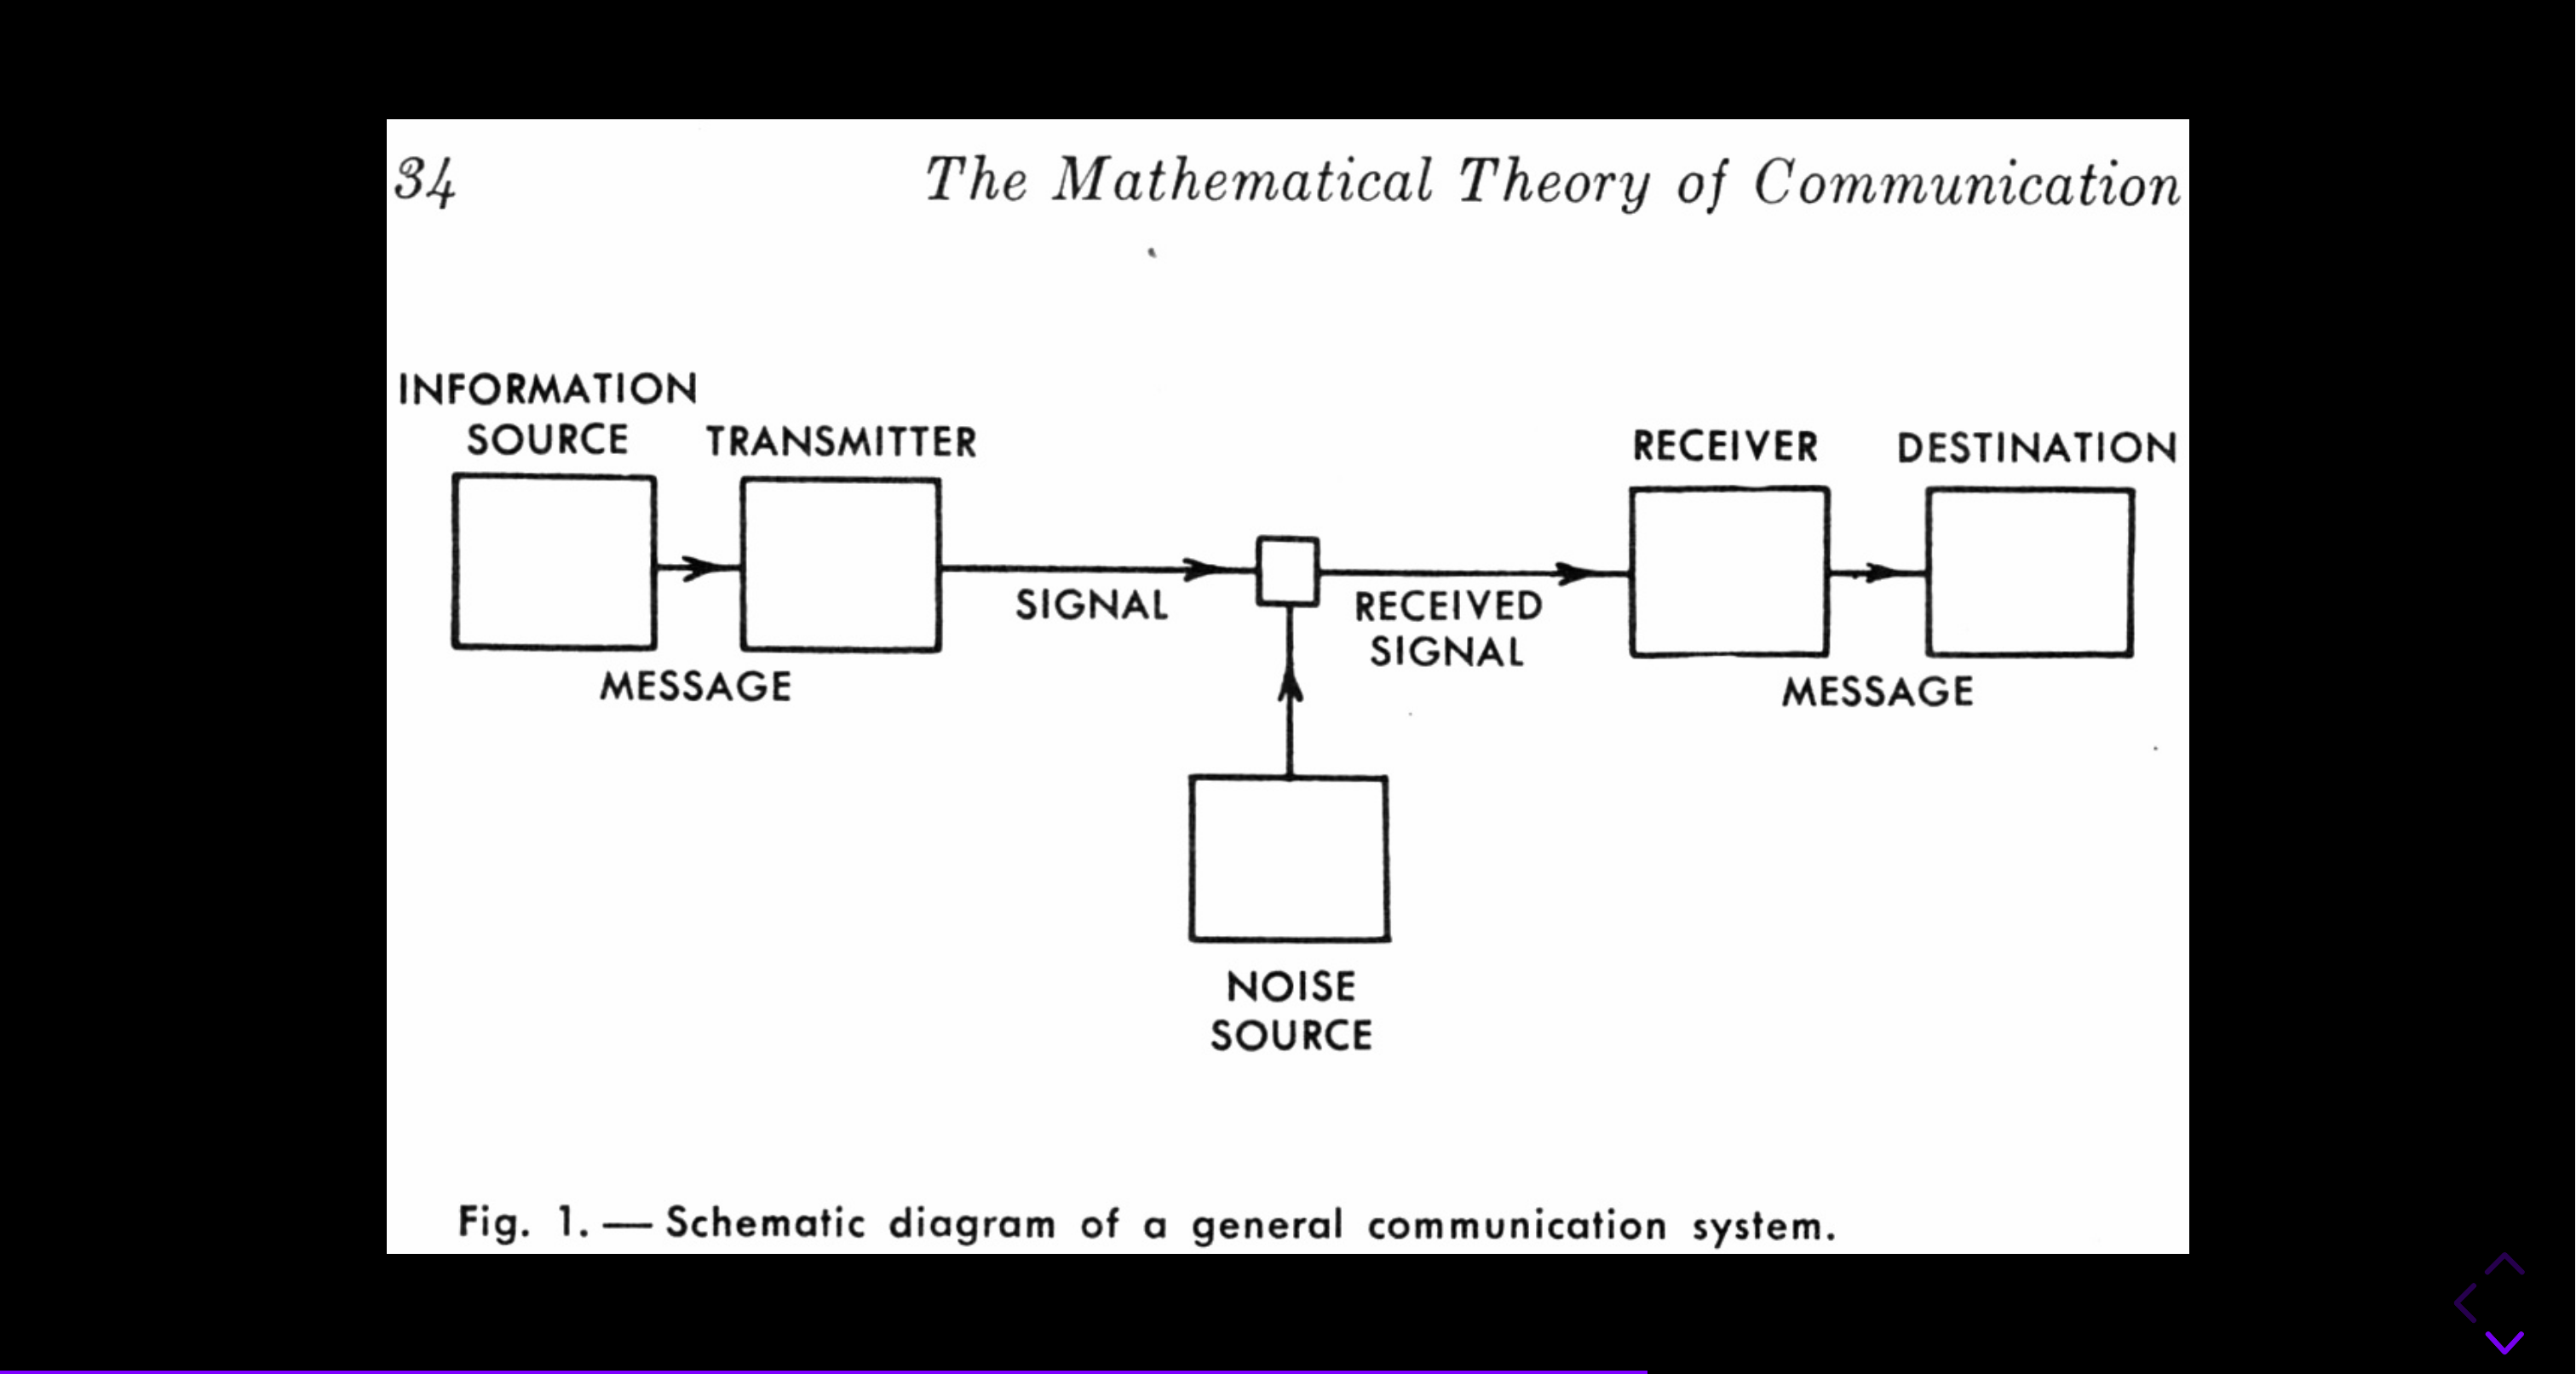 34 The Mathematical Theory of Communication
INFORMATION
SOURCE
TRANSMITTER
RECEIVER
DESTINATION
SIGNAL
RECEIVED
SIGNAL
MESSAGE
MESSAGE
NOISE
SOURCE
Fig. 1. — Schematic diagram of a general communication system.